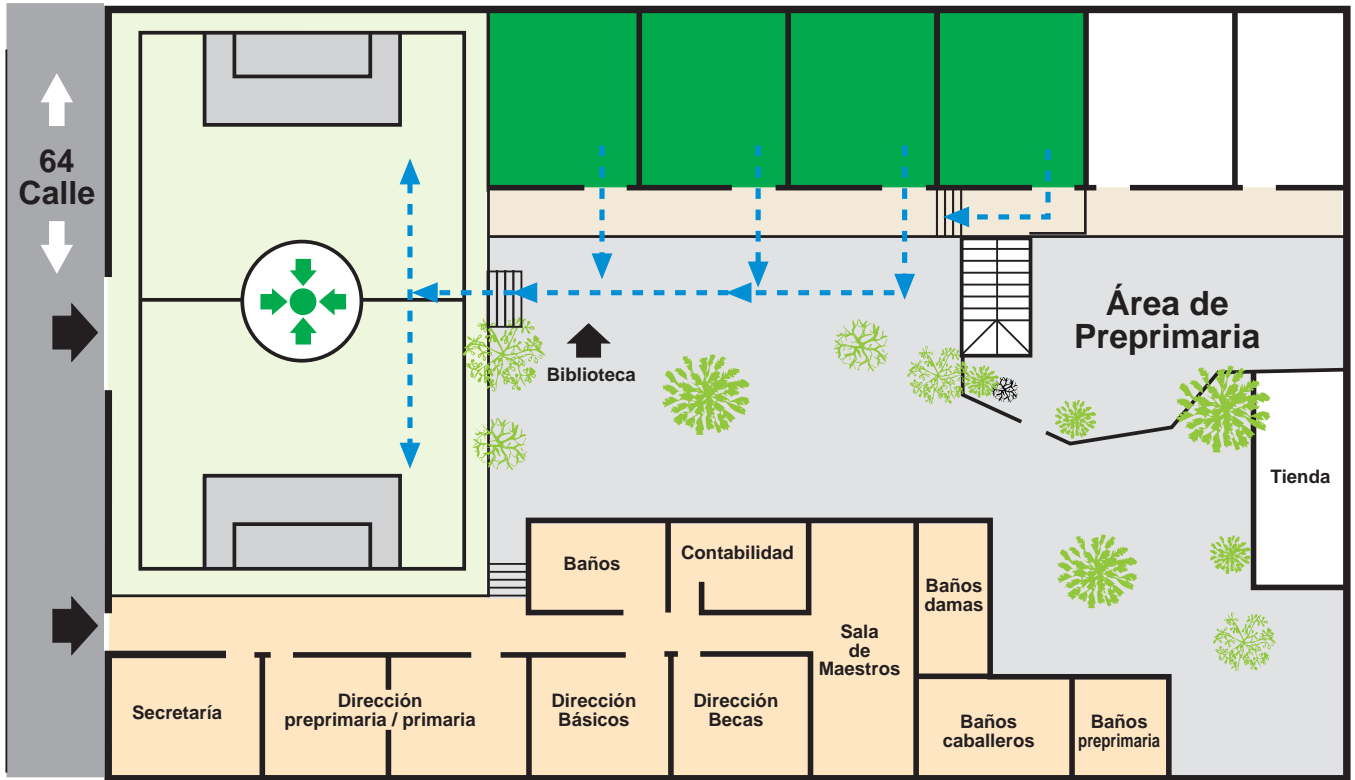 64
Calle
Área de
Preprimaria
Biblioteca
Tienda
Baños
Contabilidad
Baños
damas
Sala
de
Maestros
Secretaría
Dirección
preprimaria / primaria
Dirección
Básicos
Dirección
Becas
Baños
caballeros
Baños
preprimaria